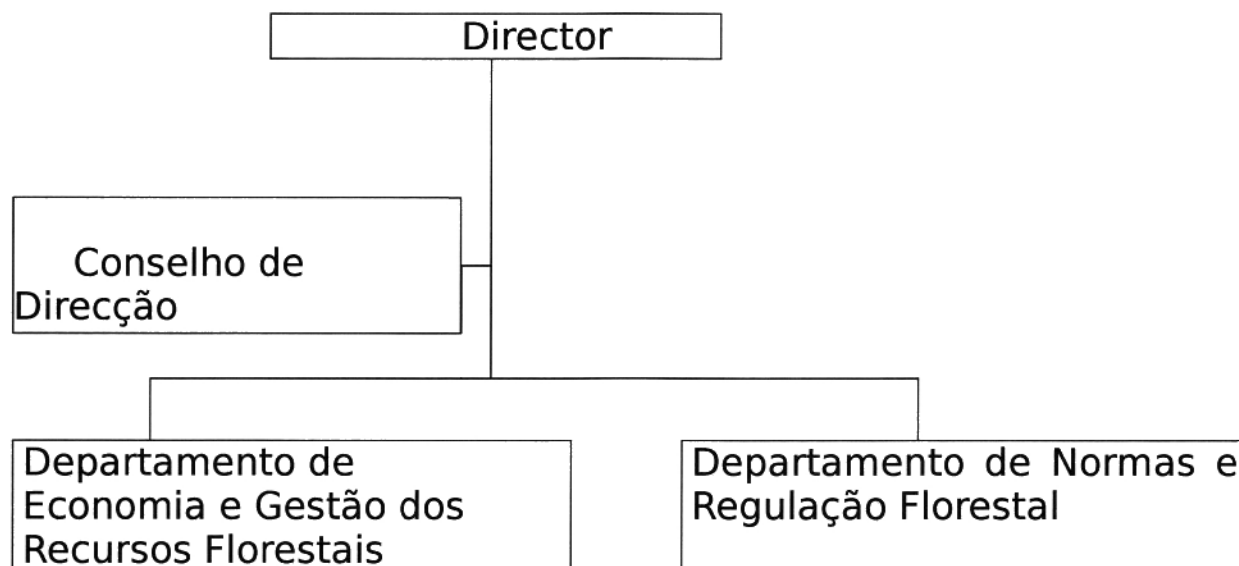 Director
Conselho de
Direcção
Departamento de
Economia e Gestão dos
Recursos Florestais
Departamento de Normas e
Regulação Florestal